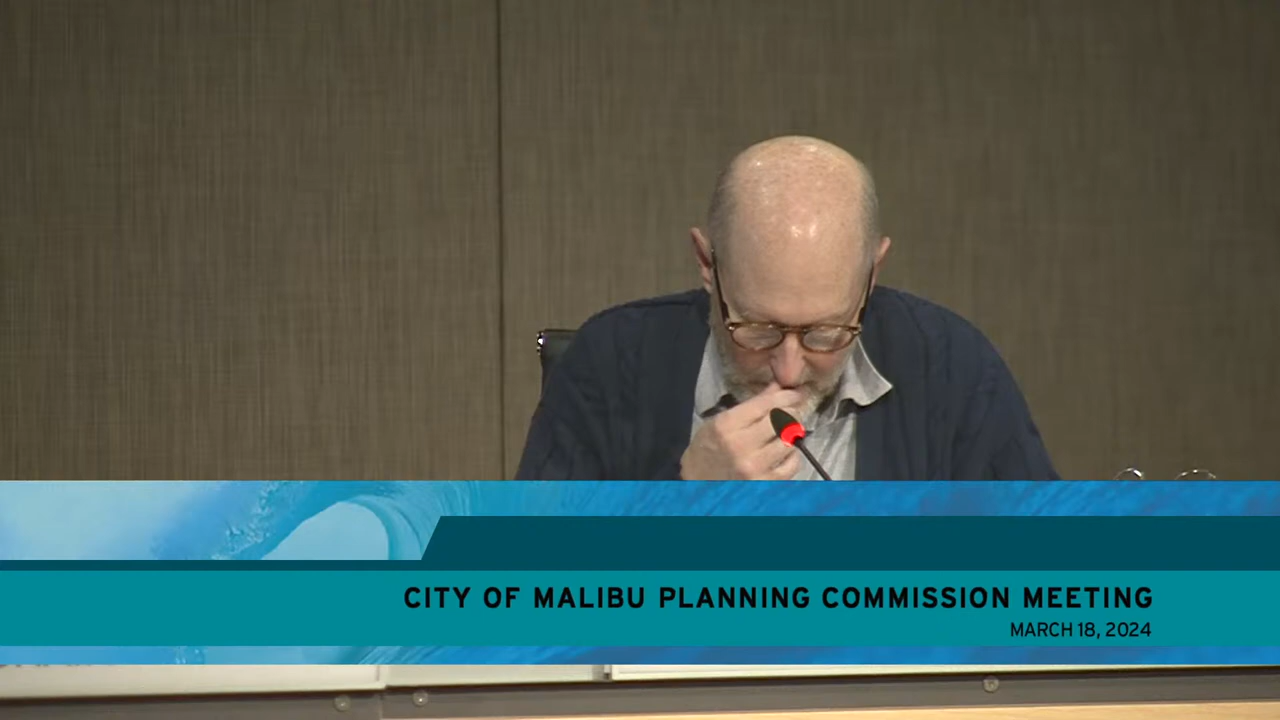 CITY OF MALIBU PLANNING COMMISSION MEETING
MARCH 18, 2024